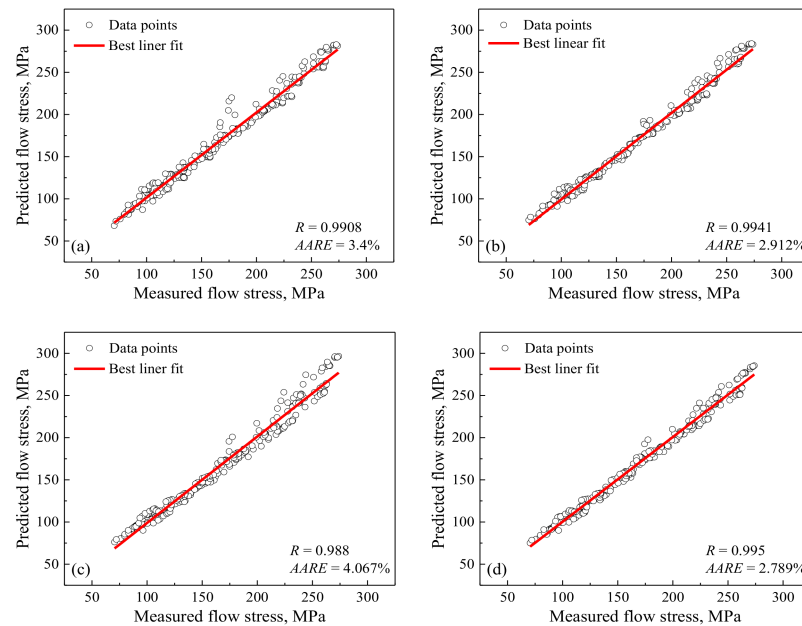 300
250
200
150
100
50
Predicted flow stress, MPa
Data points
Best liner fit
(a)
R = 0.9908
AARE = 3.4%
50 100 150 200 250 300
Measured flow stress, MPa
300
250
200
150
100
50
Predicted flow stress, MPa
Data points
Best linear fit
(b)
R = 0.9941
AARE = 2.912%
50 100 150 200 250 300
Measured flow stress, MPa
300
250
200
150
100
50
Predicted flow stress, MPa
Data points
Best liner fit
(c)
R = 0.988
AARE = 4.067%
50 100 150 200 250 300
Measured flow stress, MPa
300
250
200
150
100
50
Predicted flow stress, MPa
Data points
Best liner fit
(d)
R = 0.995
AARE = 2.789%
50 100 150 200 250 300
Measured flow stress, MPa